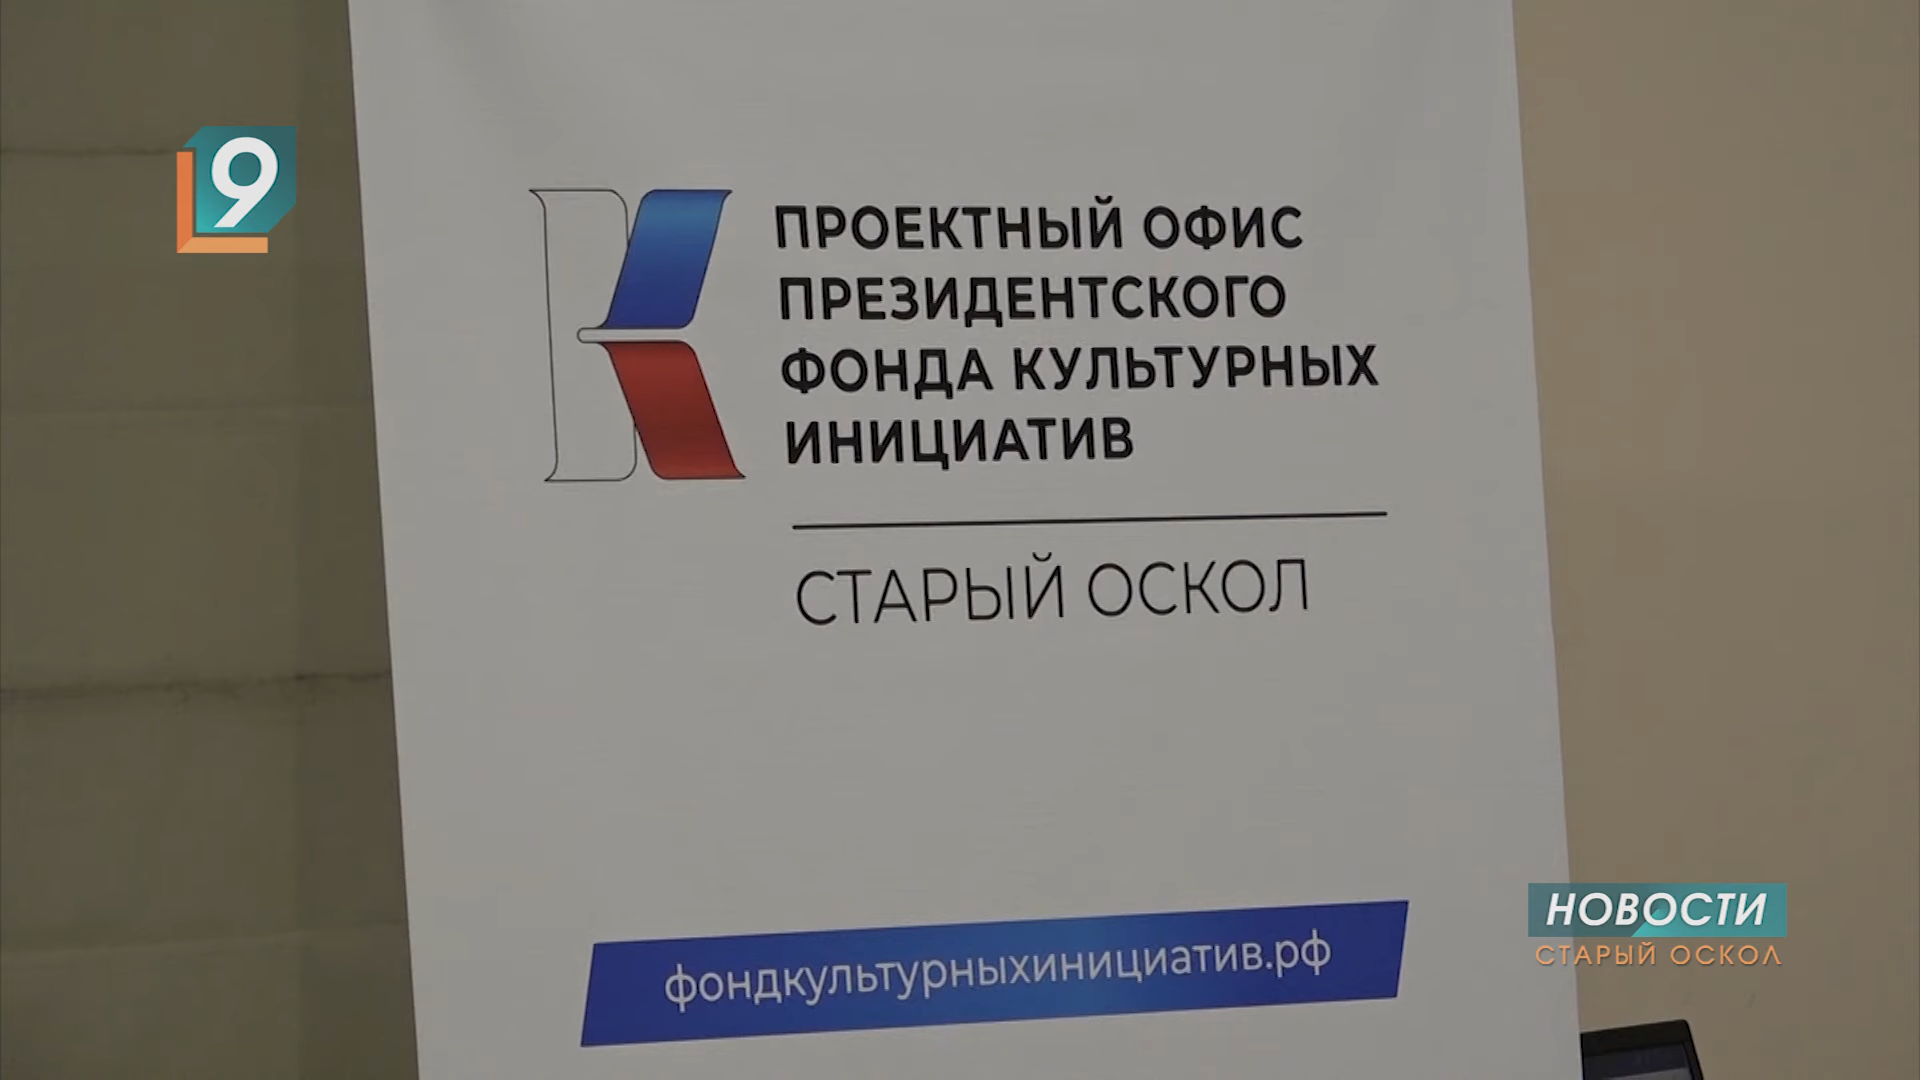 9
ПРОЕКТНЫЙ ОФИС
ПРЕЗИДЕНТСКОГО
ФОНДА КУЛЬТУРНЫХ
ИНИЦИАТИВ
СТАРЫЙ ОСКОЛ
фондкультурныхинициатив.рф
НОВОСТИ
СТАРЫЙ ОСКОЛ